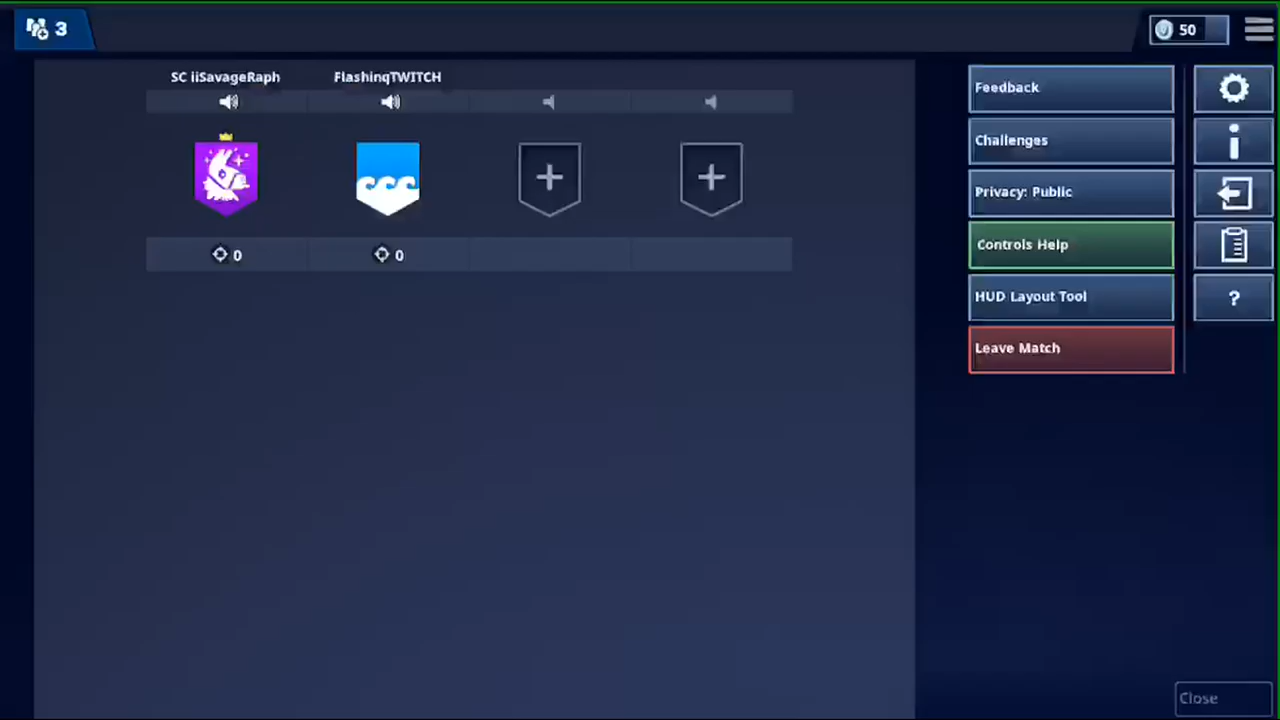 3
50
SC iiSavageRaph
FlashinqTWITCH
0
0
Feedback
Challenges
Privacy: Public
Controls Help
HUD Layout Tool
Leave Match
?
Close